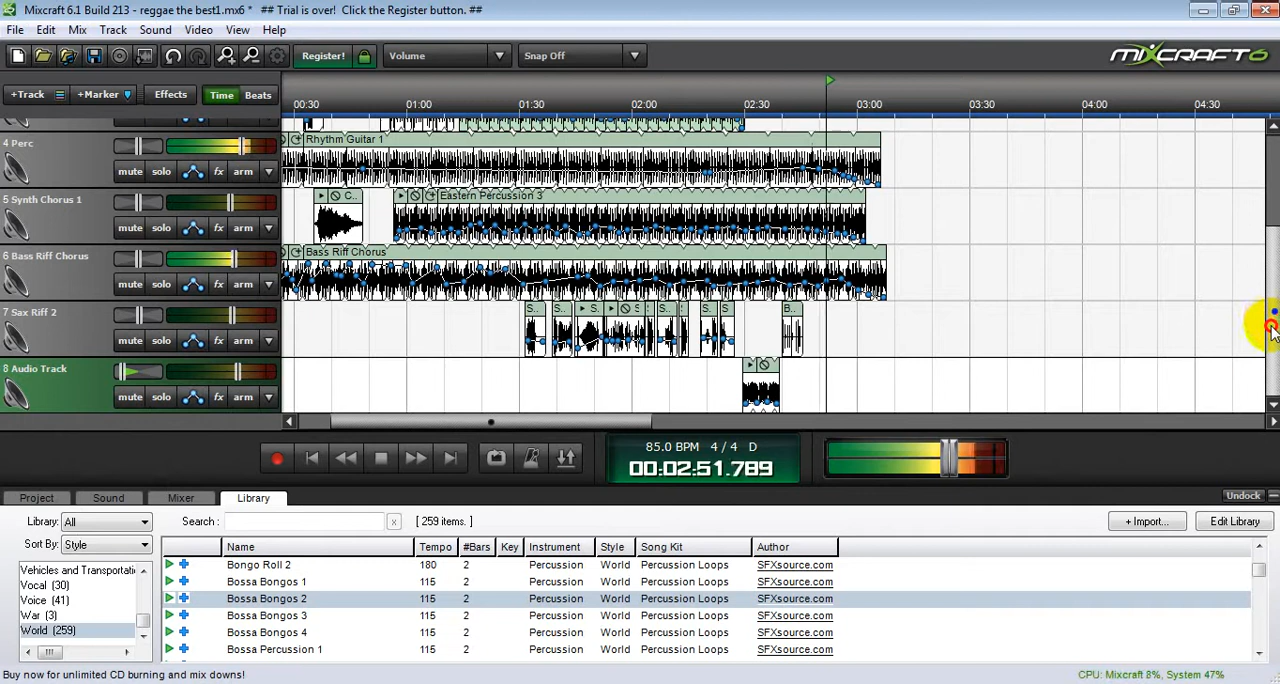 Mixcraft 6.1 Build 213 - reggae the best1.mx6 *   ## Trial is over!  Click the Register button. ##
File Edit Mix Track Sound Video View Help
Register! Volume Snap Off MIXCRAFT 6
+Track +Marker Effects Time Beats 00:30 01:00 01:30 02:00 02:30 03:00 03:30 04:00 04:30
4 Perc Rhythm Guitar 1
mute solo fx arm
5 Synth Chorus 1 C.. Eastern Percussion 3
mute solo fx arm
6 Bass Riff Chorus Bass Riff Chorus
mute solo fx arm
7 Sax Riff 2 S.. S.. S. S S.. S. S B..
mute solo fx arm
8 Audio Track
mute solo fx arm
85.0 BPM 4 / 4 D
00:02:51.789
Project Sound Mixer Library Undock
Library: All Search : x [ 259 items. ] + Import... Edit Library
Sort By: Style Name Tempo #Bars Key Instrument Style Song Kit Author
Vehicles and Transportati Bongo Roll 2 180 2 Percussion World Percussion Loops SFXsource.com
Vocal (30) Bossa Bongos 1 115 2 Percussion World Percussion Loops SFXsource.com
Voice (41) Bossa Bongos 2 115 2 Percussion World Percussion Loops SFXsource.com
War (3) Bossa Bongos 3 115 2 Percussion World Percussion Loops SFXsource.com
World (259) Bossa Bongos 4 115 2 Percussion World Percussion Loops SFXsource.com
Bossa Percussion 1 115 2 Percussion World Percussion Loops SFXsource.com
Buy now for unlimited CD burning and mix downs! CPU: Mixcraft 8%, System 47%